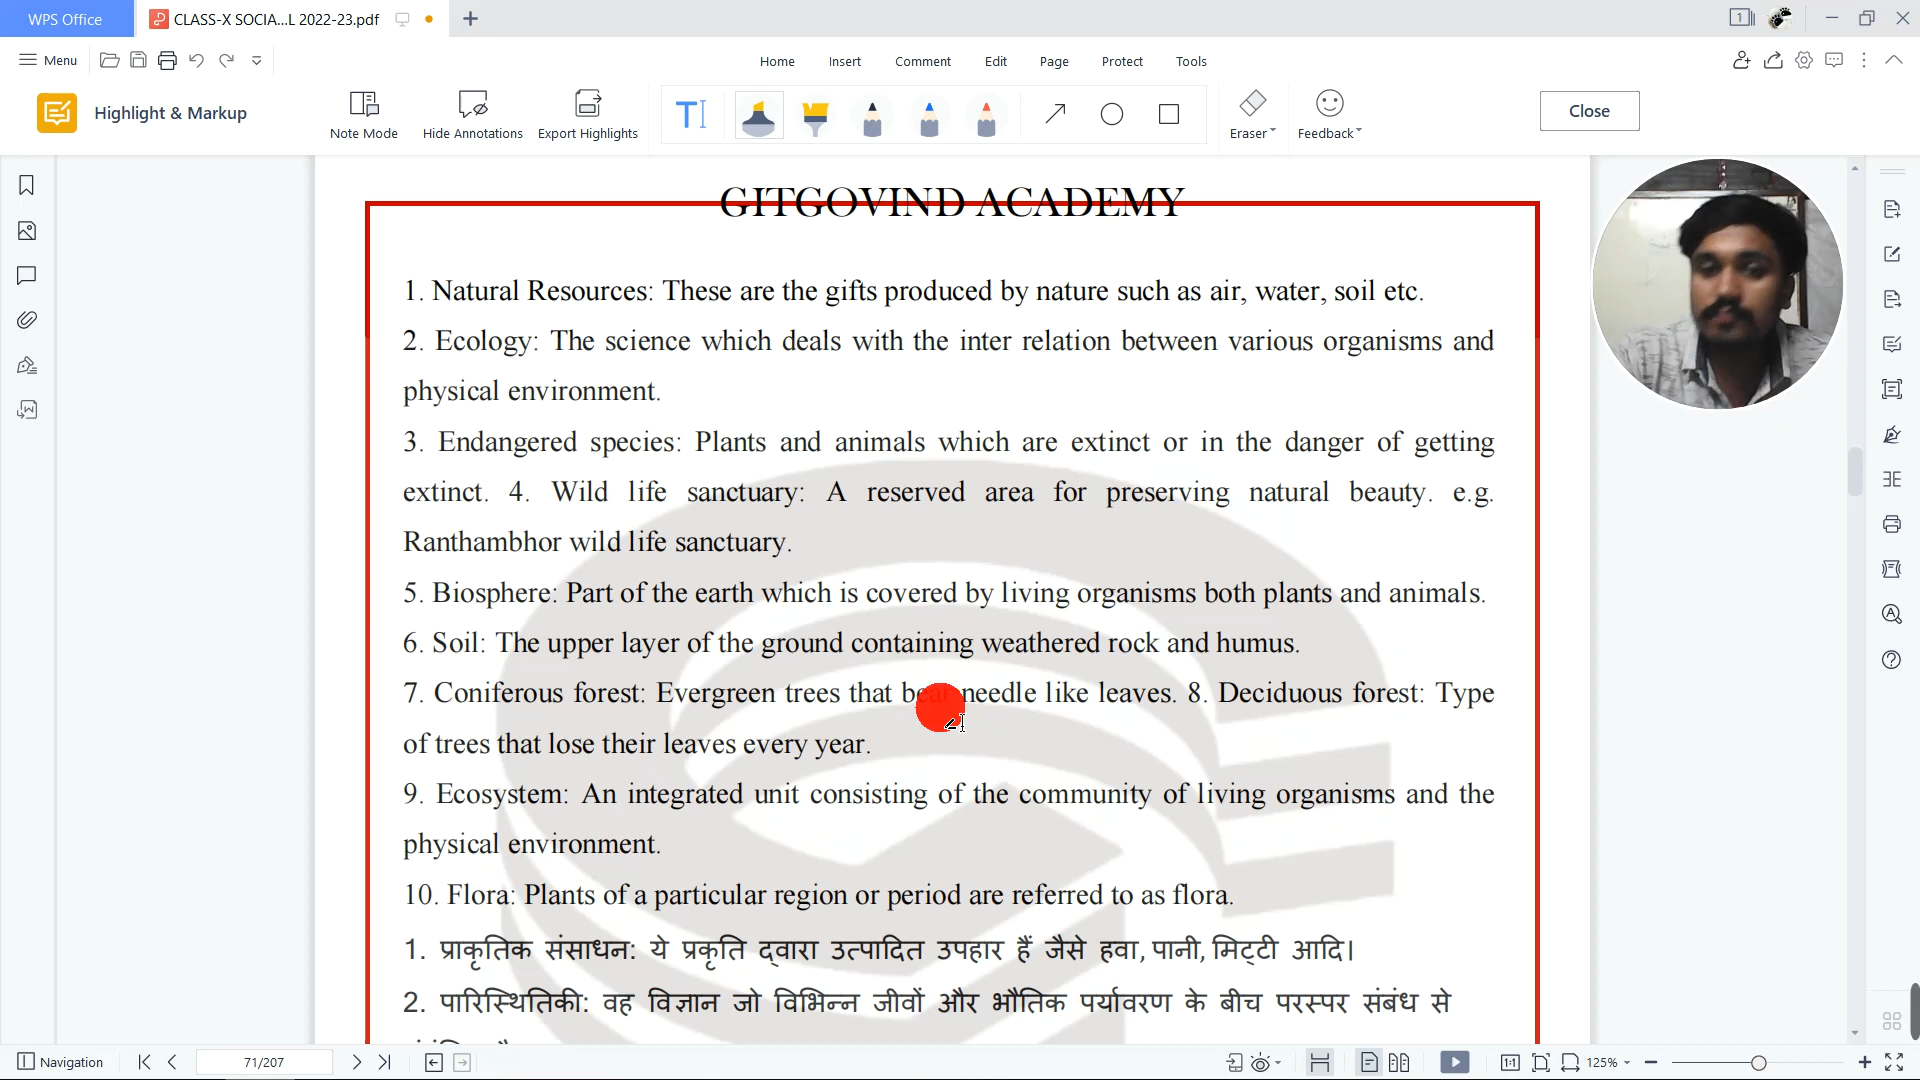 WPS Office
CLASS-X SOCIA...L 2022-23.pdf
Menu
Home Insert Comment Edit Page Protect Tools
Highlight & Markup
Note Mode Hide Annotations Export Highlights Eraser Feedback Close
GITGOVIND ACADEMY
1. Natural Resources: These are the gifts produced by nature such as air, water, soil etc.
2. Ecology: The science which deals with the inter relation between various organisms and
physical environment.
3. Endangered species: Plants and animals which are extinct or in the danger of getting
extinct. 4. Wild life sanctuary: A reserved area for preserving natural beauty. e.g.
Ranthambhor wild life sanctuary.
5. Biosphere: Part of the earth which is covered by living organisms both plants and animals.
6. Soil: The upper layer of the ground containing weathered rock and humus.
7. Coniferous forest: Evergreen trees that bear needle like leaves. 8. Deciduous forest: Type
of trees that lose their leaves every year.
9. Ecosystem: An integrated unit consisting of the community of living organisms and the
physical environment.
10. Flora: Plants of a particular region or period are referred to as flora.
1. प्राकृतिक संसाधन: ये प्रकृति द्वारा उत्पादित उपहार हैं जैसे हवा, पानी, मिट्टी आदि।
2. पारिस्थितिकी: वह विज्ञान जो विभिन्न जीवों और भौतिक पर्यावरण के बीच परस्पर संबंध से
Navigation 71/207 125%